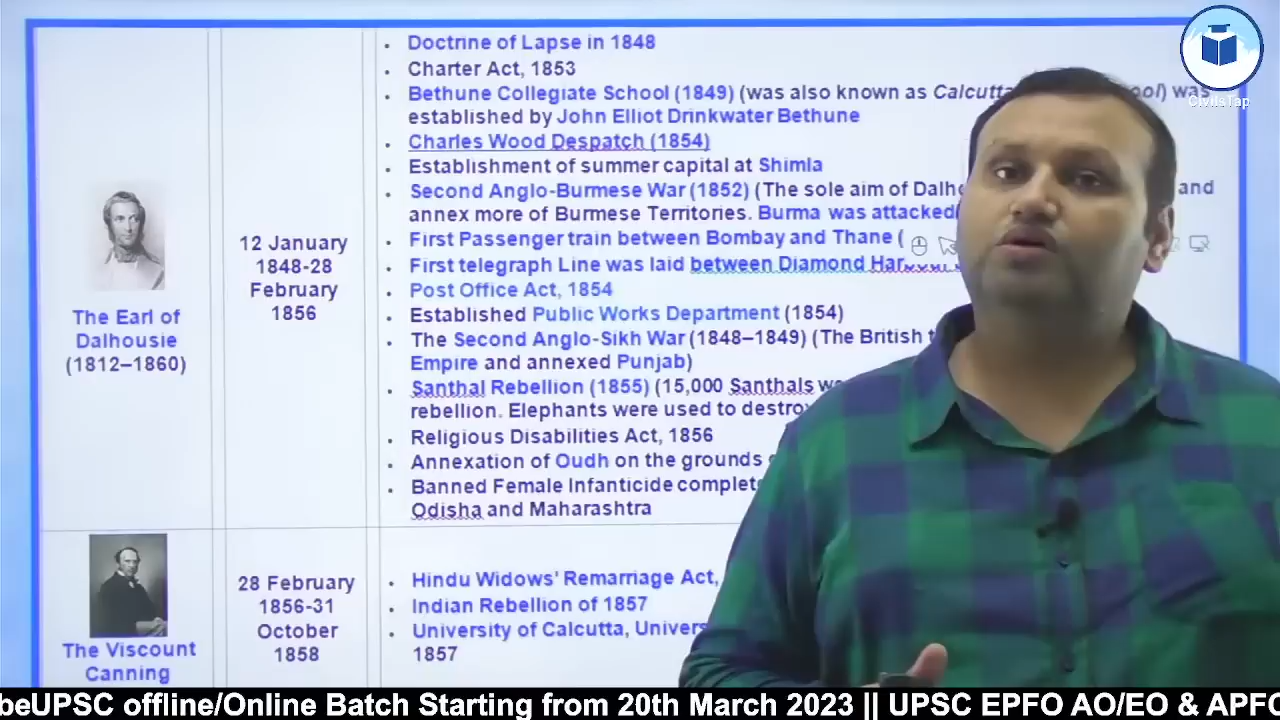 Doctrine of Lapse in 1848
Charter Act, 1853
Bethune Collegiate School (1849) (was also known as Calcutta ool) was
established by John Elliot Drinkwater Bethune
CivilsTap
Charles Wood Despatch (1854)
Establishment of summer capital at Shimla
Second Anglo-Burmese War (1852) (The sole aim of and
annex more of Burmese Territories. Burma was attacked
First Passenger train between Bombay and Thane (
First telegraph Line was laid between Diamond
Post Office Act, 1854
Established Public Works Department (1854)
The Second Anglo-Sikh War (1848–1849) (The British
Empire and annexed Punjab)
Santhal Rebellion (1855) (15,000 Santhals
rebellion. Elephants were used to
Religious Disabilities Act, 1856
Annexation of Oudh on the grounds
Banned Female Infanticide
Odisha and Maharashtra
12 January
1848-28
February
1856
The Earl of
Dalhousie
(1812–1860)
Hindu Widows' Remarriage Act,
Indian Rebellion of 1857
University of Calcutta,
1857
28 February
1856-31
October
1858
The Viscount
Canning
beUPSC offline/Online Batch Starting from 20th March 2023 || UPSC EPFO AO/EO & APFC